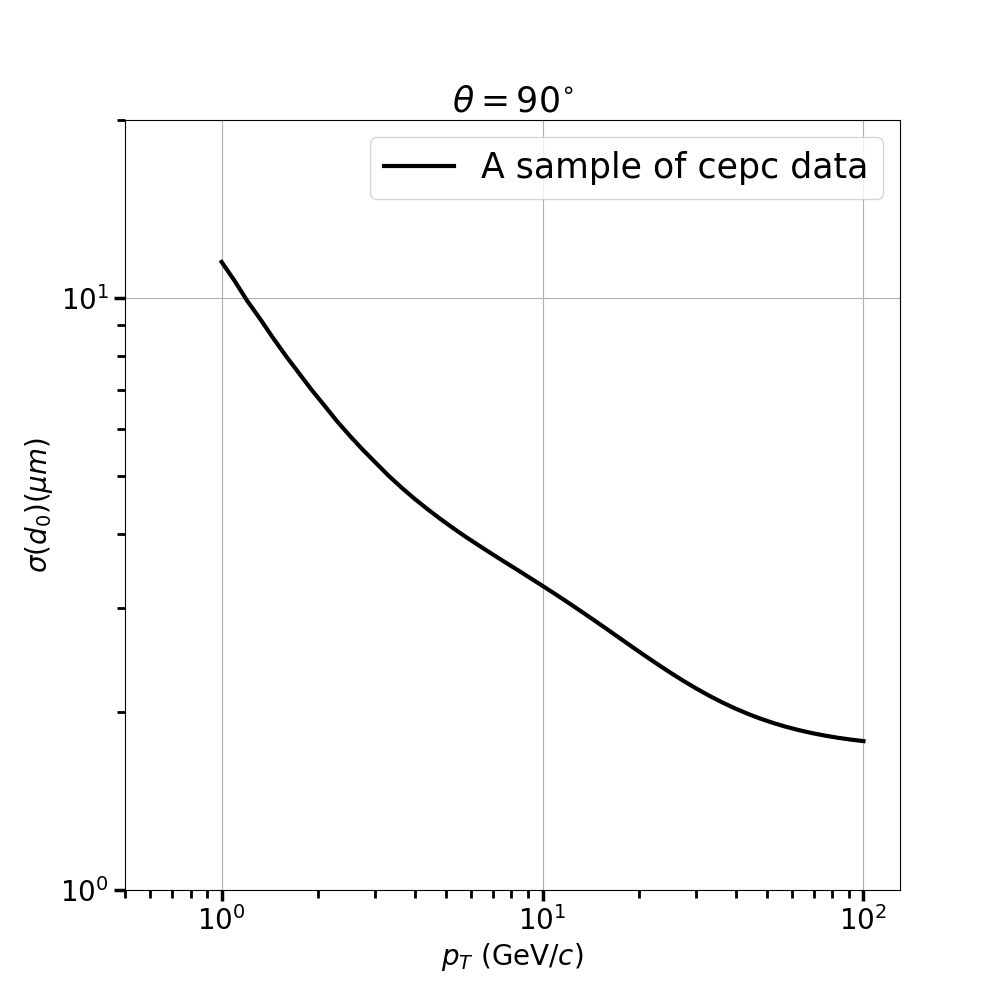 θ = 90°
A sample of cepc data
σ(d₀)(μm)
10¹
10⁰
10⁰ 10¹ 10²
p_T (GeV/c)